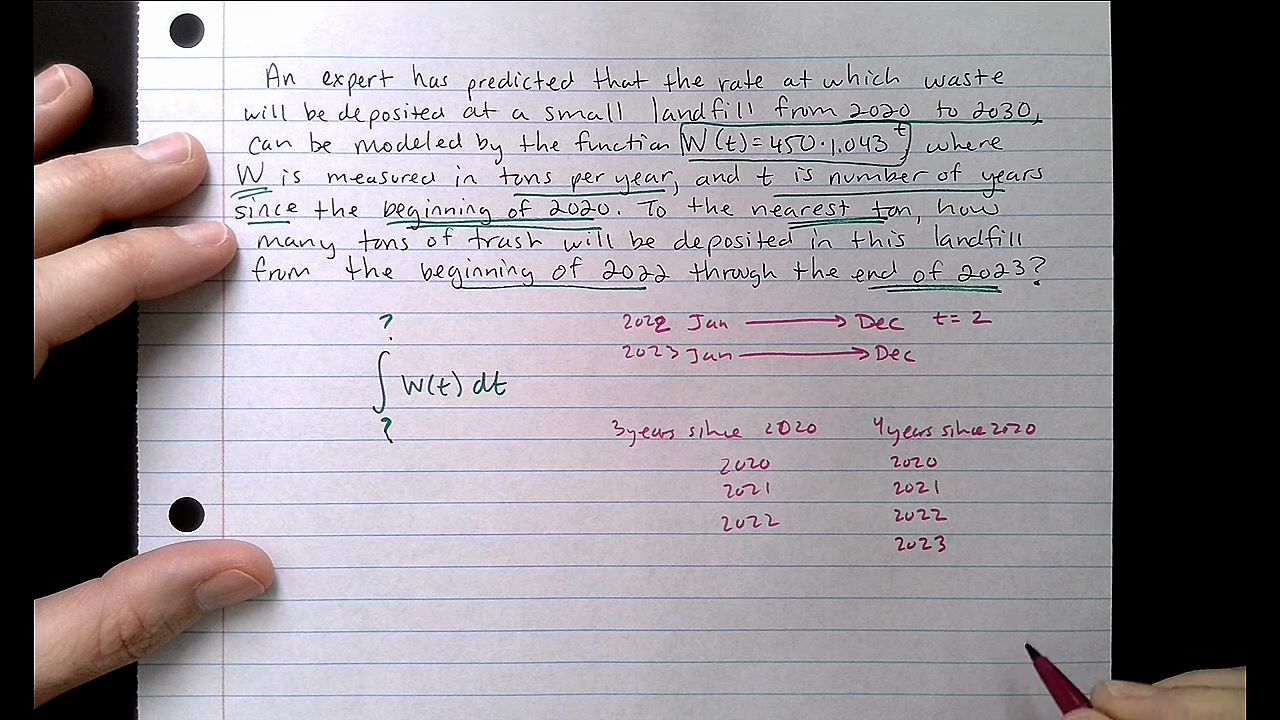 An expert has predicted that the rate at which waste
will be deposited at a small landfill from 2020 to 2030,
can be modeled by the function W(t)=450·1.043^t where
W is measured in tons per year, and t is number of years
since the beginning of 2020. To the nearest ton, how
many tons of trash will be deposited in this landfill
from the beginning of 2022 through the end of 2023?
?
∫ W(t) dt
?
2022 Jan → Dec t=2
2023 Jan → Dec
3 years since 2020
2020
2021
2022
4 years since 2020
2020
2021
2022
2023